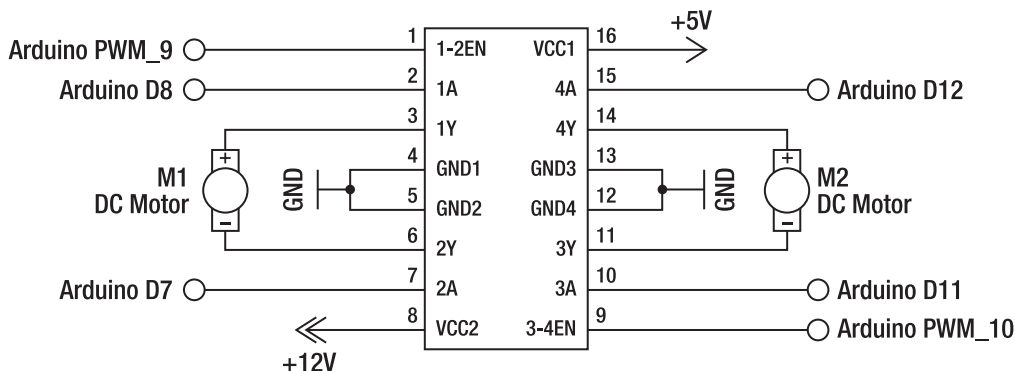 +5V
Arduino PWM_9
1
1-2EN
VCC1
16
Arduino D8
2
1A
4A
15
Arduino D12
3
1Y
4Y
14
M1
DC Motor
+
-
GND
4
GND1
GND3
13
5
GND2
GND4
12
GND
+
-
M2
DC Motor
6
2Y
3Y
11
Arduino D7
7
2A
3A
10
Arduino D11
8
VCC2
3-4EN
9
Arduino PWM_10
+12V